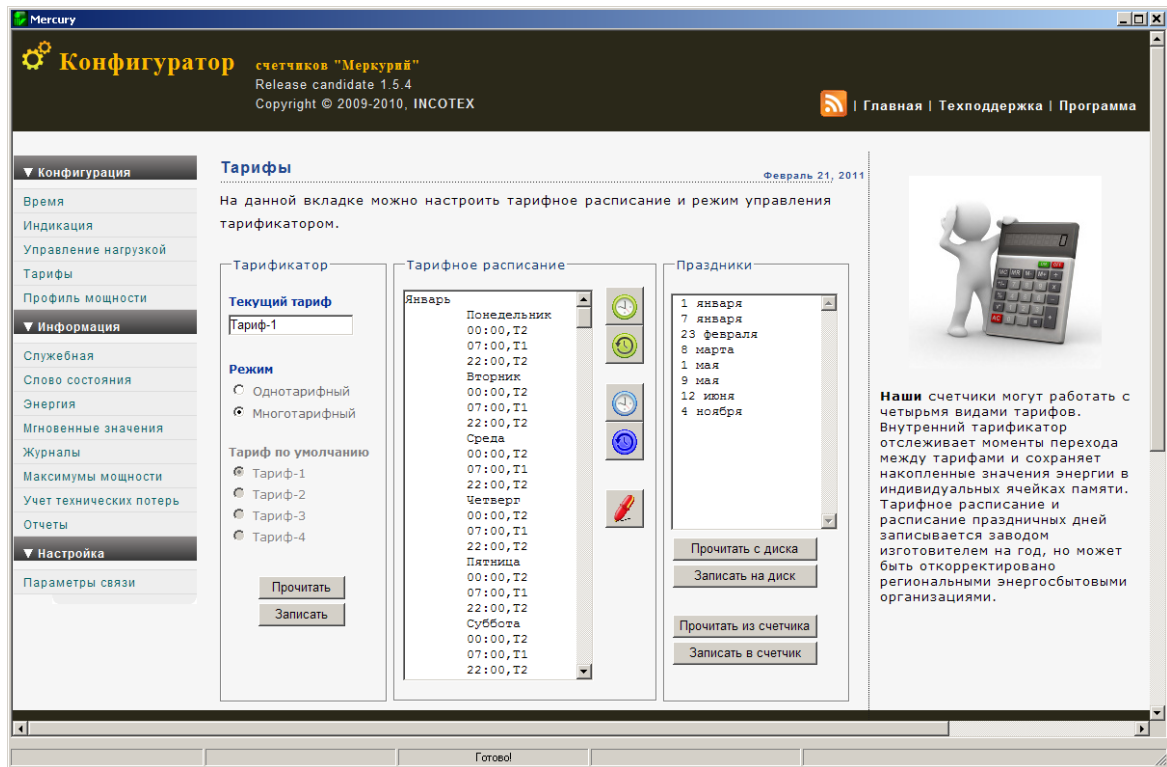 Mercury
Конфигуратор счетчиков "Меркурий"
Release candidate 1.5.4
Copyright © 2009-2010, INCOTEX
| Главная | Техподдержка | Программа
▼ Конфигурация
Время
Индикация
Управление нагрузкой
Тарифы
Профиль мощности
▼ Информация
Служебная
Слово состояния
Энергия
Мгновенные значения
Журналы
Максимумы мощности
Учет технических потерь
Отчеты
▼ Настройка
Параметры связи
Тарифы
Февраль 21, 2011
На данной вкладке можно настроить тарифное расписание и режим управления
тарификатором.
Тарификатор
Текущий тариф
Тариф-1
Режим
Однотарифный
Многотарифный
Тариф по умолчанию
Тариф-1
Тариф-2
Тариф-3
Тариф-4
Прочитать
Записать
Тарифное расписание
Январь
Понедельник
00:00,T2
07:00,T1
22:00,T2
Вторник
00:00,T2
07:00,T1
22:00,T2
Среда
00:00,T2
07:00,T1
22:00,T2
Четверг
00:00,T2
07:00,T1
22:00,T2
Пятница
00:00,T2
07:00,T1
22:00,T2
Суббота
00:00,T2
07:00,T1
22:00,T2
Праздники
1 января
7 января
23 февраля
8 марта
1 мая
9 мая
12 июня
4 ноября
Прочитать с диска
Записать на диск
Прочитать из счетчика
Записать в счетчик
Наши счетчики могут работать с
четырьмя видами тарифов.
Внутренний тарификатор
отслеживает моменты перехода
между тарифами и сохраняет
накопленные значения энергии в
индивидуальных ячейках памяти.
Тарифное расписание и
расписание праздничных дней
записывается заводом
изготовителем на год, но может
быть откорректировано
региональными энергосбытовыми
организациями.
Готово!